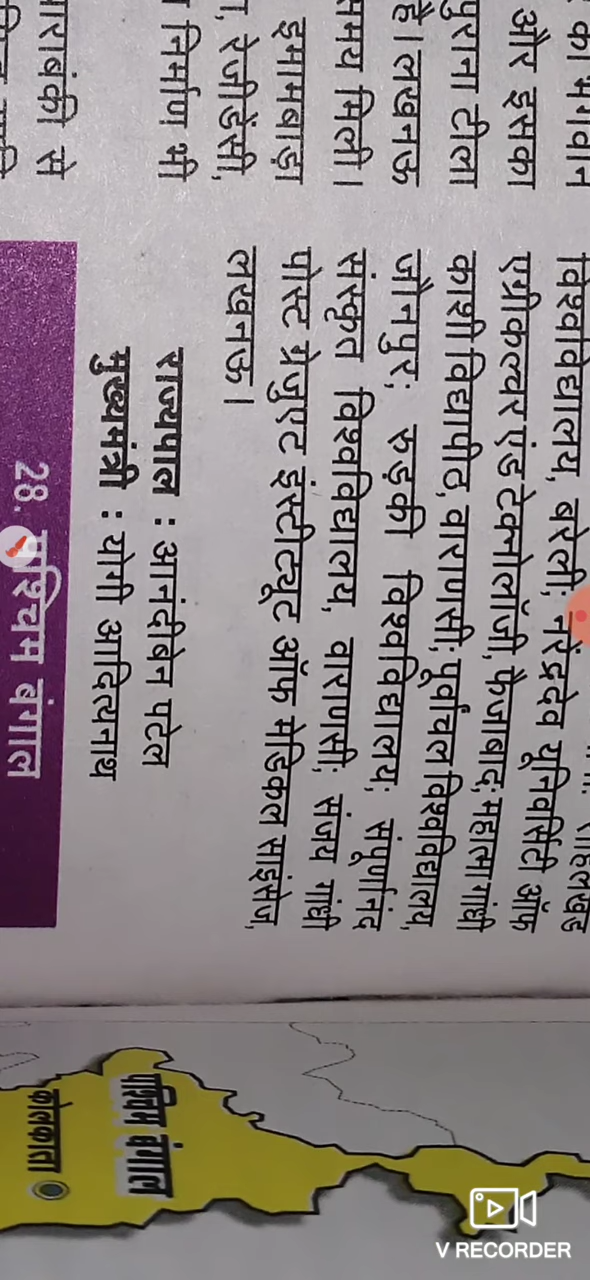 का भगवान
और इसका
पुराना टीला
है। लखनऊ
समय मिली।
इमामबाड़ा
रेजीडेंसी,
निर्माण भी
से
विश्वविद्यालय, बरेली; नरेंद्रदेव यूनिवर्सिटी ऑफ
एग्रीकल्चर एंड टेक्नोलॉजी, फैजाबाद; महात्मा गांधी
काशी विद्यापीठ, वाराणसी; पूर्वांचल विश्वविद्यालय,
जौनपुर; रुड़की विश्वविद्यालय; संपूर्णानंद
संस्कृत विश्वविद्यालय, वाराणसी; संजय गांधी
पोस्ट ग्रेजुएट इंस्टीट्यूट ऑफ मेडिकल साइंसेज,
लखनऊ।
राज्यपाल : आनंदीबेन पटेल
मुख्यमंत्री : योगी आदित्यनाथ
28. पश्चिम बंगाल
पश्चिम बंगाल
कोलकाता
V RECORDER